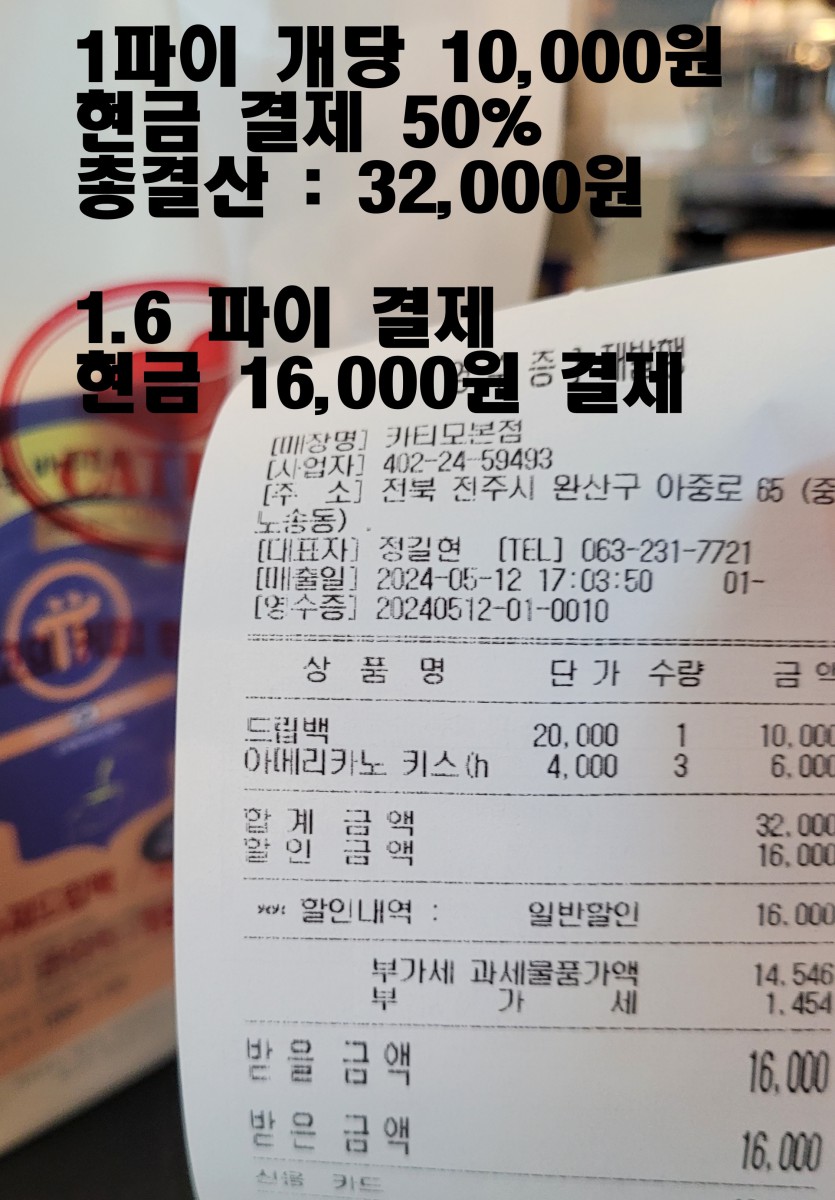 1파이 개당 10,000원
현금 결제 50%
총결산 : 32,000원
1.6 파이 결제
현금 16,000원 결제
재발행
[매장명] 카티모본점
[사업자] 402-24-59493
[주 소] 전북 전주시 완산구 아중로 65 (중
노송동) .
[대표자] 정길현 [TEL] 063-231-7721
[매출일] 2024-05-12 17:03:50 01-
[영수증] 20240512-01-0010
상 품 명 단 가 수량 금 액
드립백 20,000 1 10,000
아메리카노 키스(h 4,000 3 6,000
합 계 금 액 32,000
할 인 금 액 16,000
할인내역 : 일반할인 16,000
부가세 과세물품가액 14,546
부 가 세 1,454
받 을 금 액 16,000
받 은 금 액 16,000
신용 카드